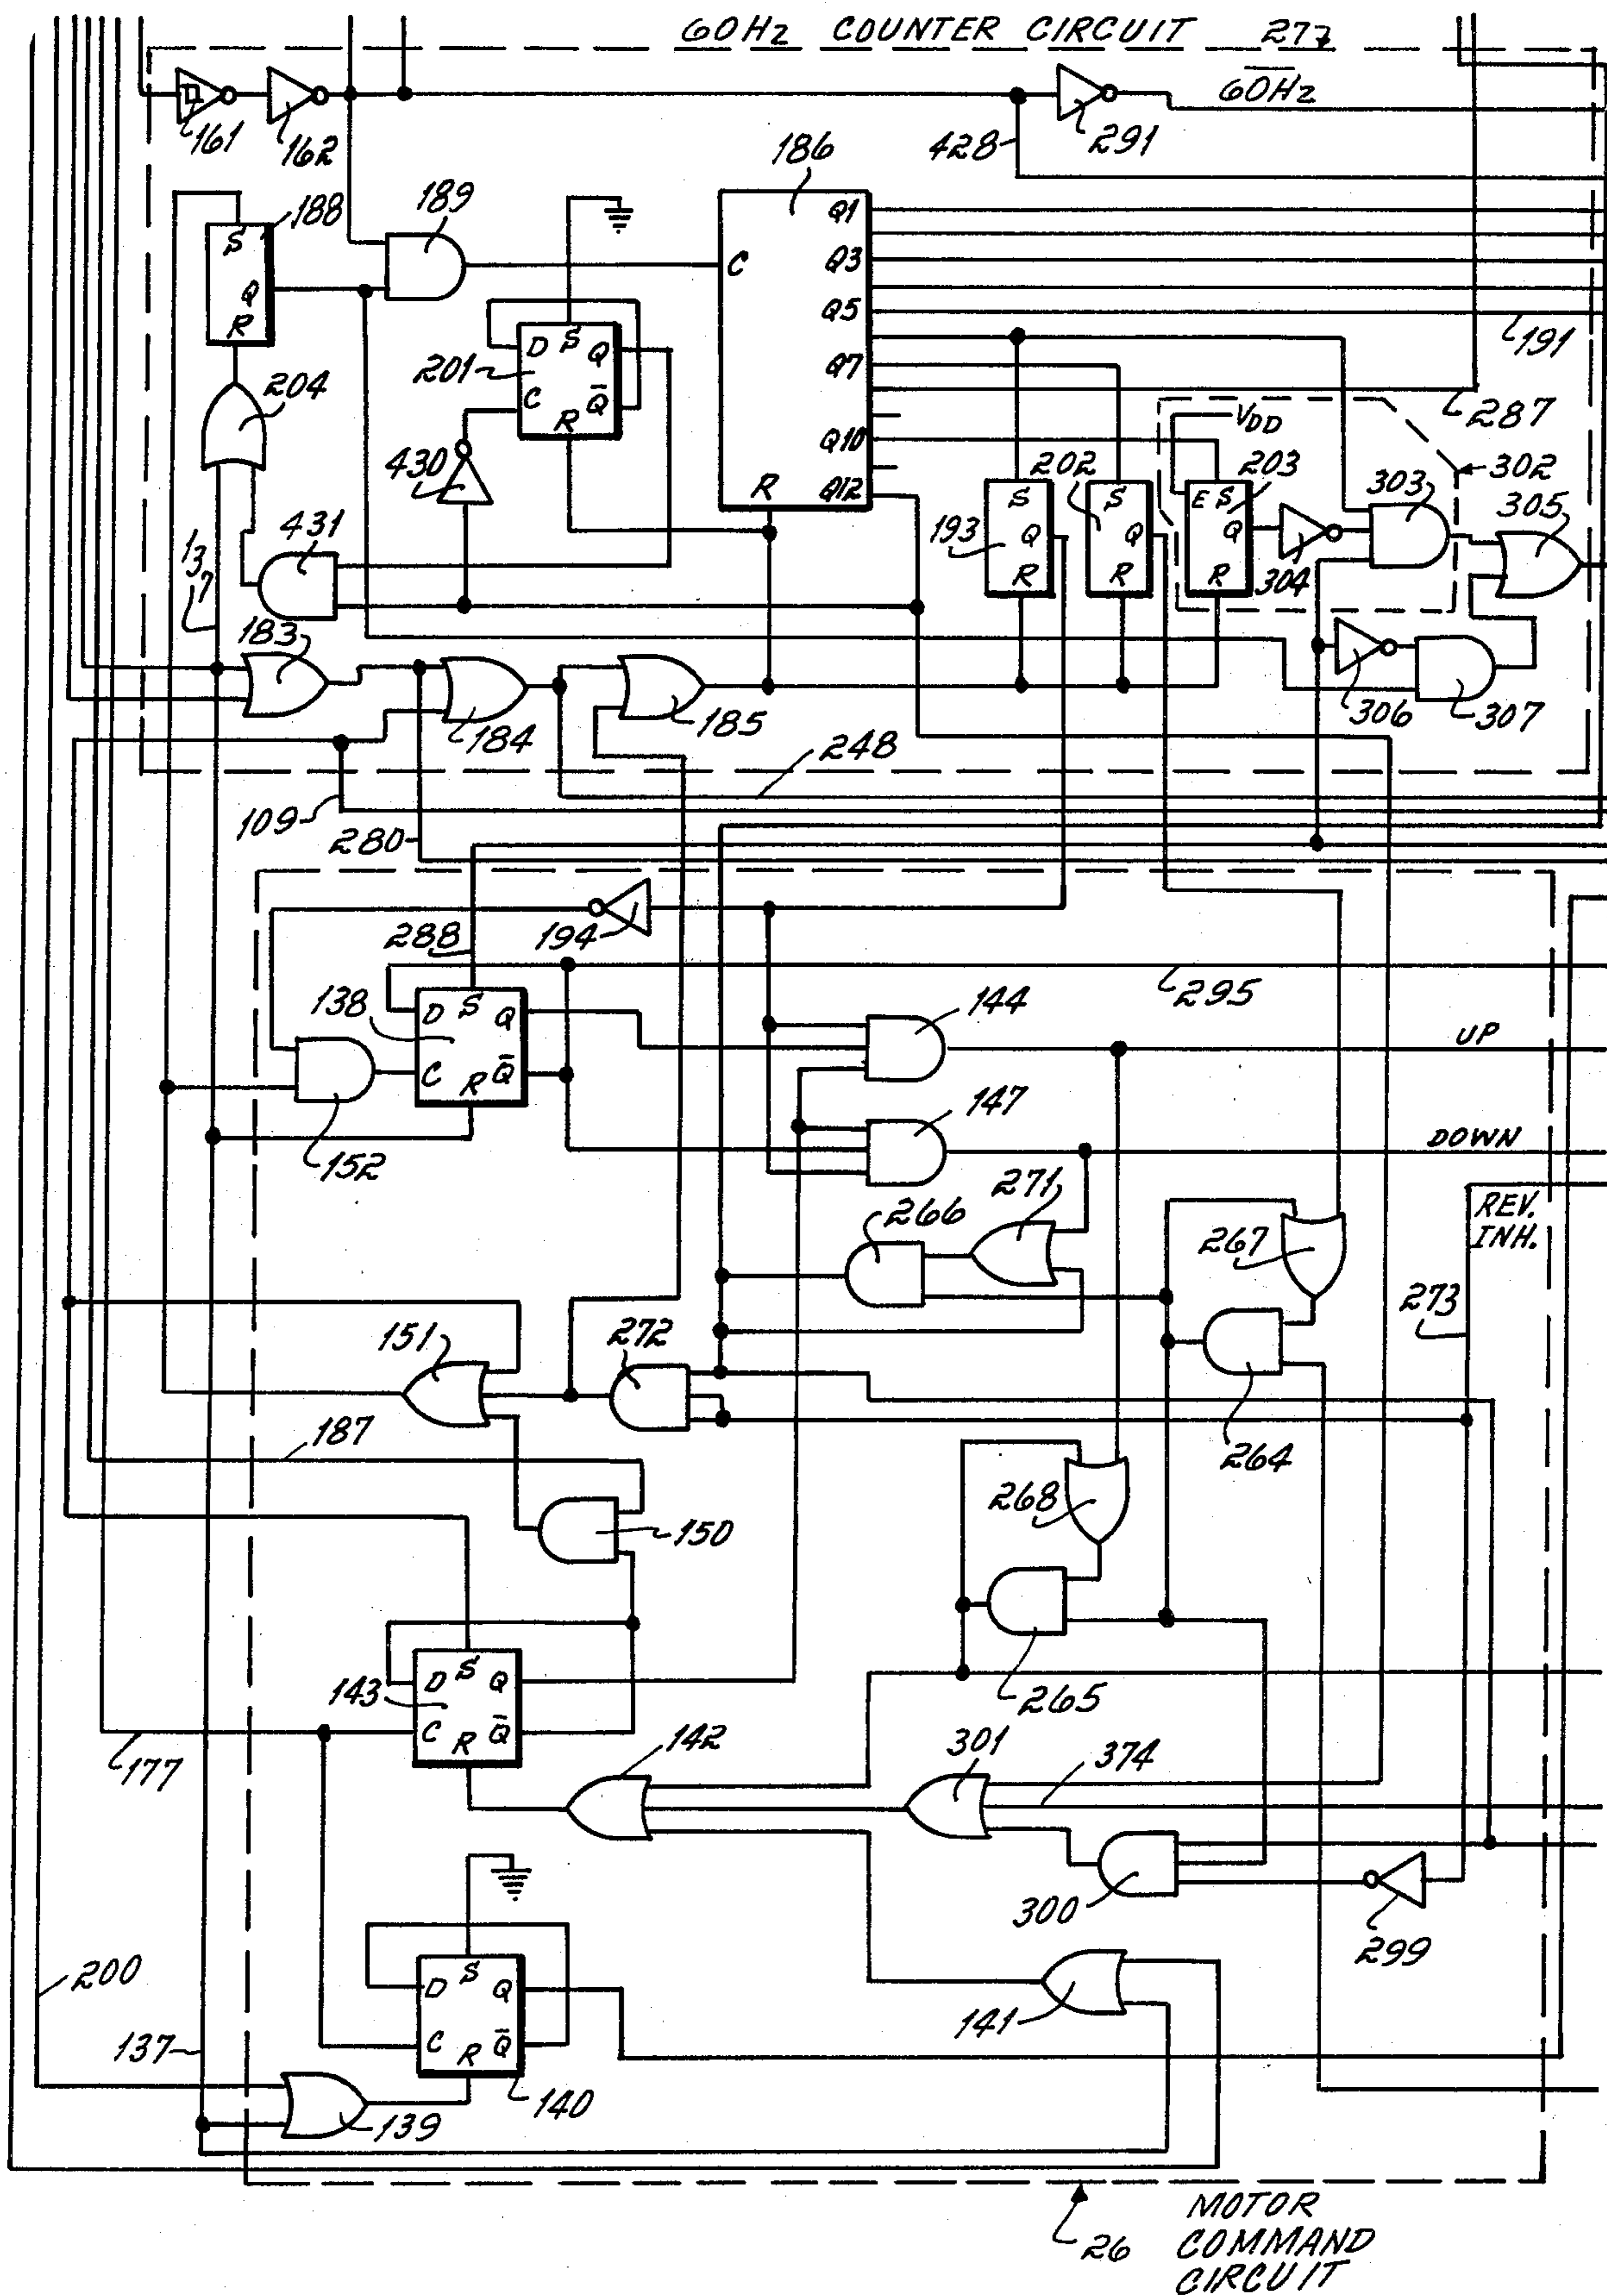 60Hz COUNTER CIRCUIT 277
161
162
428
291
60Hz
186
188
S
Q
R
189
C
Q1
Q3
Q5
Q7
Q10
Q12
R
191
287
204
201
D S Q
C Q̅
R
430
431
137
VDD
302
193
S
Q
R
202
S
Q
R
203
E S
Q
R
304
303
305
183
184
185
306
307
248
109
280
288
194
295
138
D S Q
C R Q̅
152
144
UP
147
DOWN
271
266
267
REV.
INH.
273
151
272
264
187
150
268
265
143
D S Q
C R Q̅
177
142
301
374
300
299
200
D S Q
C R Q̅
141
137
140
139
26
MOTOR
COMMAND
CIRCUIT